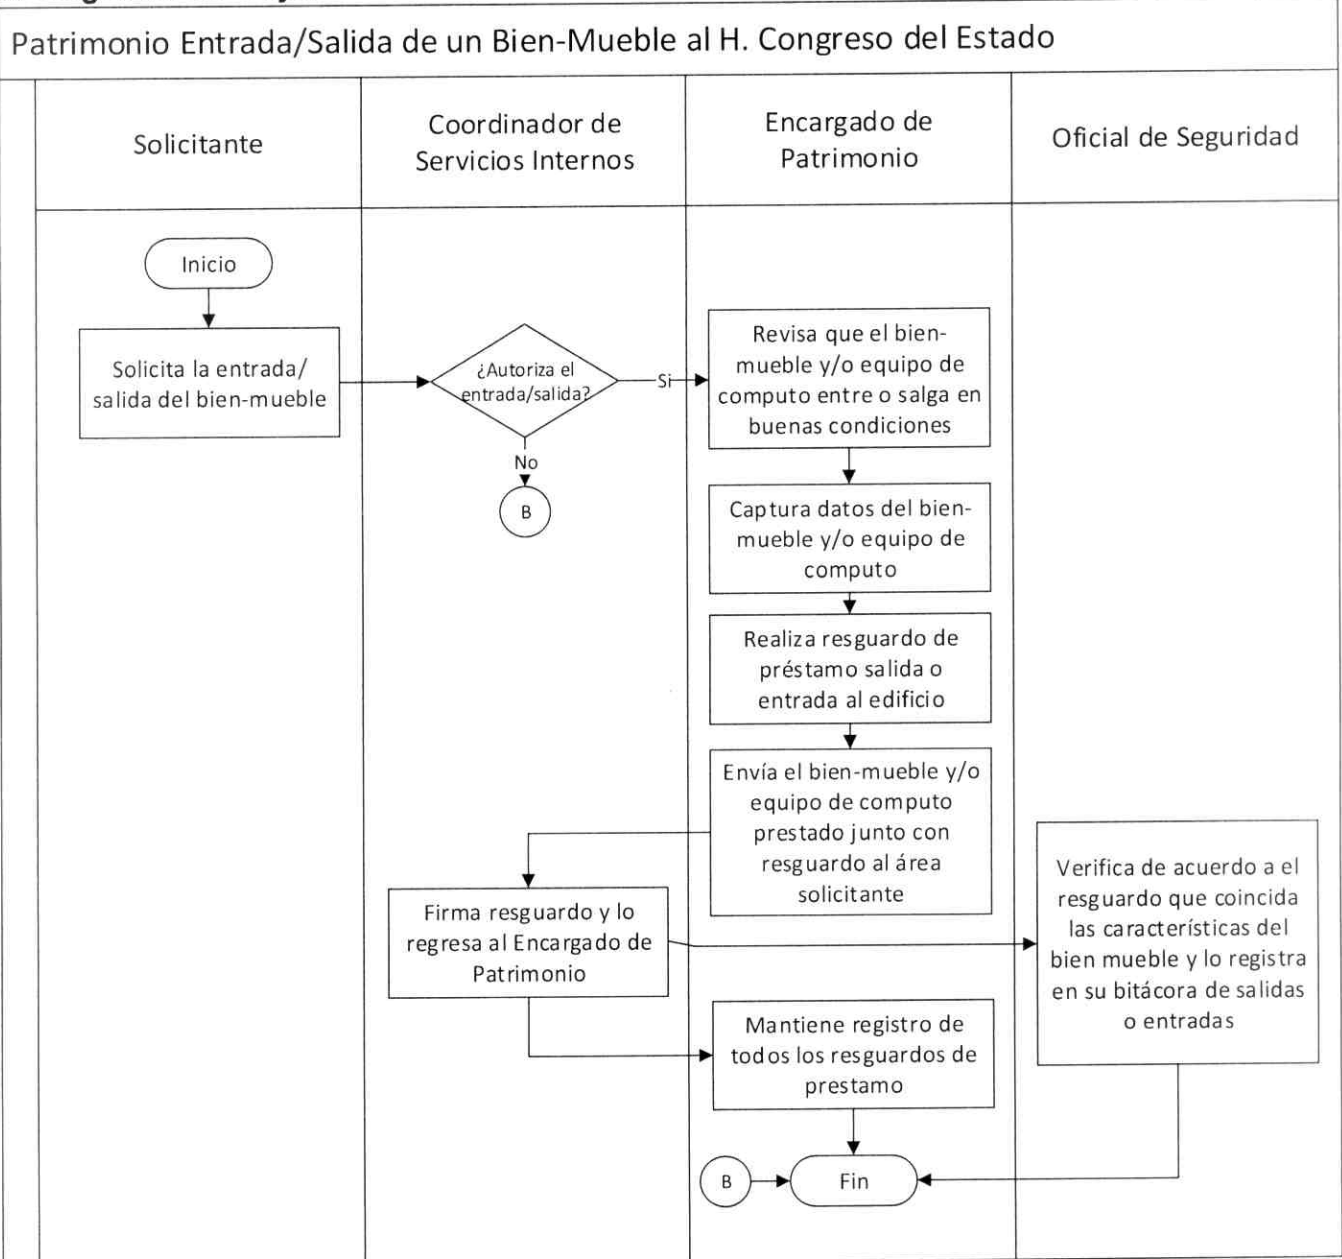 Patrimonio Entrada/Salida de un Bien-Mueble al H. Congreso del Estado
Solicitante
Coordinador de
Servicios Internos
Encargado de
Patrimonio
Oficial de Seguridad
Inicio
Solicita la entrada/
salida del bien-mueble
¿Autoriza el
entrada/salida?
Si
No
B
Revisa que el bien-
mueble y/o equipo de
computo entre o salga en
buenas condiciones
Captura datos del bien-
mueble y/o equipo de
computo
Realiza resguardo de
préstamo salida o
entrada al edificio
Envía el bien-mueble y/o
equipo de computo
prestado junto con
resguardo al área
solicitante
Firma resguardo y lo
regresa al Encargado de
Patrimonio
Verifica de acuerdo a el
resguardo que coincida
las características del
bien mueble y lo registra
en su bitácora de salidas
o entradas
Mantiene registro de
todos los resguardos de
prestamo
B
Fin